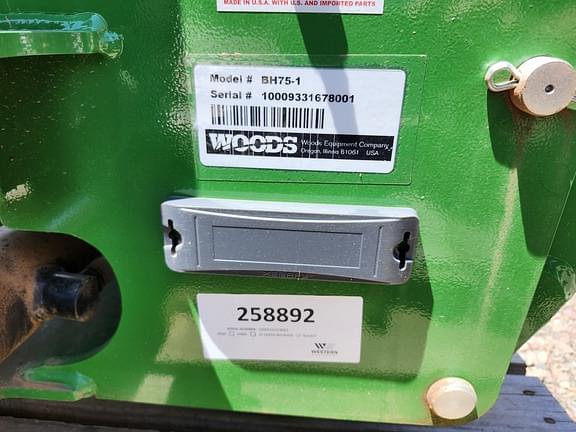 MADE IN U.S.A. WITH U.S. AND IMPORTED PARTS
Model # BH75-1
Serial # 10009331678001
WOODS Woods Equipment Company
Oregon, Illinois 61061 USA
258892
WESTERN